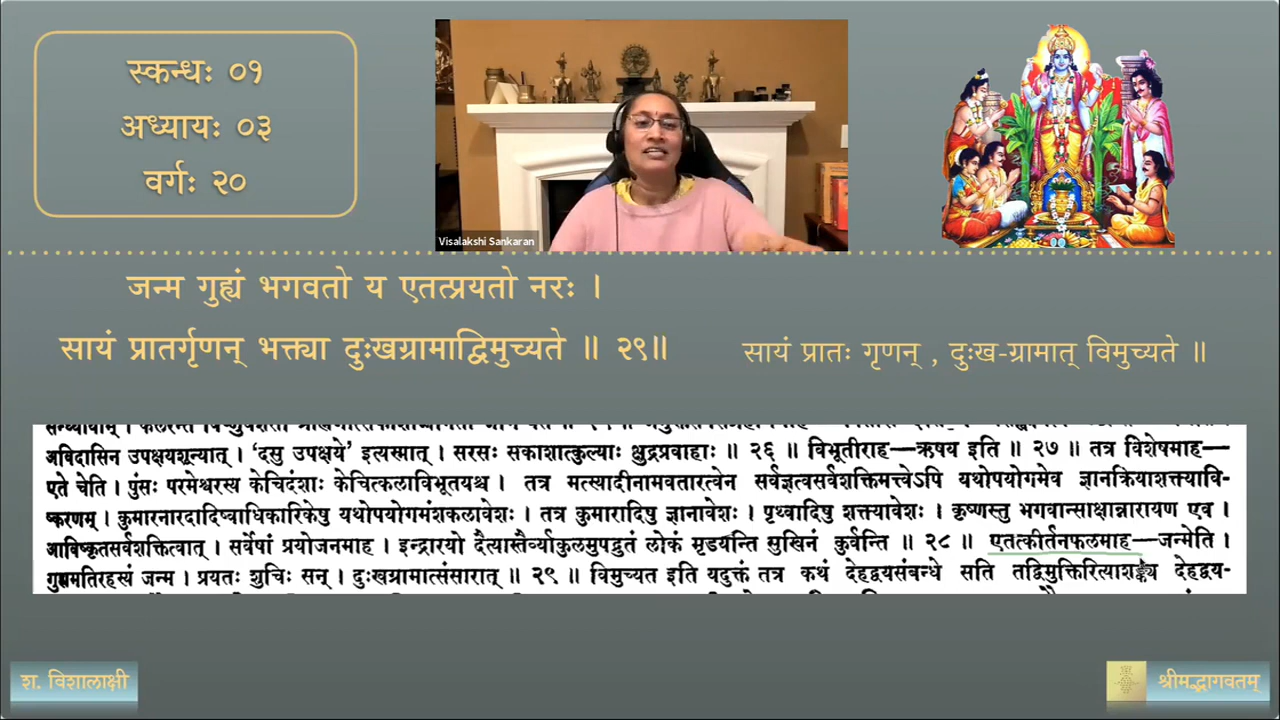 स्कन्धः ०१
अध्यायः ०३
वर्गः २०
Visalakshi Sankaran
जन्म गुह्यं भगवतो य एतत्प्रयतो नरः ।
सायं प्रातर्गृणन् भक्त्या दुःखग्रामाद्विमुच्यते ॥ २९॥
सायं प्रातः गृणन् , दुःख-ग्रामात् विमुच्यते ॥
अविदासिन उपक्षयशून्यात् । ‘दसु उपक्षये’ इत्यस्मात् । सरसः सकाशात्कुल्याः क्षुद्रप्रवाहाः ॥ २६ ॥ विभूतीराह—ऋषय इति ॥ २७ ॥ तत्र विशेषमाह—
एते चेति । पुंसः परमेश्वरस्य केचिदंशाः केचित्कलाविभूतयश्च । तत्र मत्स्यादीनामवतारत्वेन सर्वज्ञत्वसर्वशक्तिमत्त्वेऽपि यथोपयोगमेव ज्ञानक्रियाशक्त्यावि-
ष्करणम् । कुमारनारदादिष्वाधिकारिकेषु यथोपयोगमंशकलावेशः । तत्र कुमारादिषु ज्ञानावेशः । पृथ्वादिषु शक्त्यावेशः । कृष्णस्तु भगवान्साक्षान्नारायण एव ।
आविष्कृतसर्वशक्तित्वात् । सर्वेषां प्रयोजनमाह । इन्द्रारयो दैत्यास्तैर्व्याकुलमुपद्रुतं लोकं मृडयन्ति सुखिनं कुर्वन्ति ॥ २८ ॥ एतत्कीर्तनफलमाह—जन्मेति ।
गुह्यमतिरहस्यं जन्म । प्रयतः शुचिः सन् । दुःखग्रामात्संसारात् ॥ २९ ॥ विमुच्यत इति यदुक्तं तत्र कथं देहद्वयसंबन्धे सति तद्विमुक्तिरित्याशङ्क्य देहद्वय-
श. विशालाक्षी
श्रीमद्भागवतम्